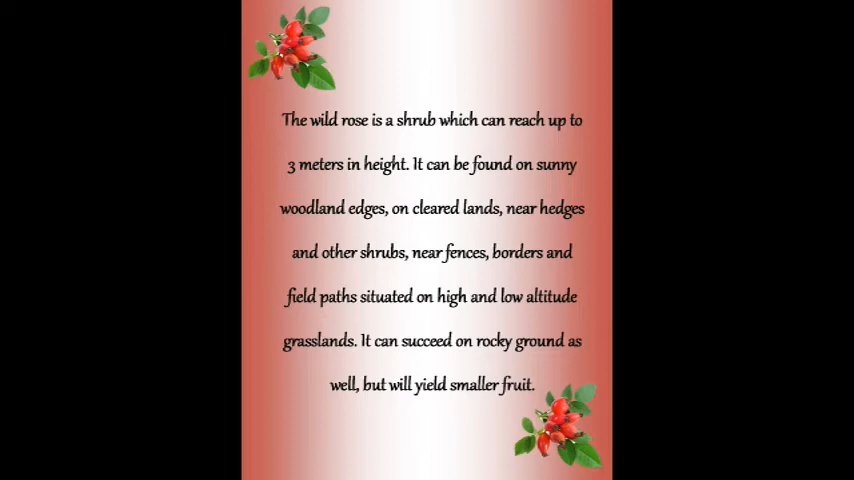 The wild rose is a shrub which can reach up to
3 meters in height. It can be found on sunny
woodland edges, on cleared lands, near hedges
and other shrubs, near fences, borders and
field paths situated on high and low altitude
grasslands. It can succeed on rocky ground as
well, but will yield smaller fruit.